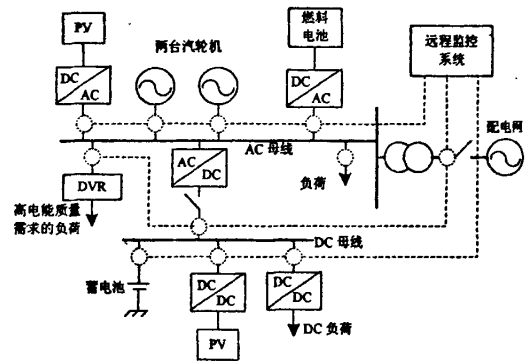 PV
两台汽轮机
燃料
电池
远程监控
系统
DC
AC
DC
AC
配电网
AC 母线
AC
DC
负荷
DVR
高电能质量
需求的负荷
DC 母线
蓄电池
DC
DC
DC
DC
DC 负荷
PV